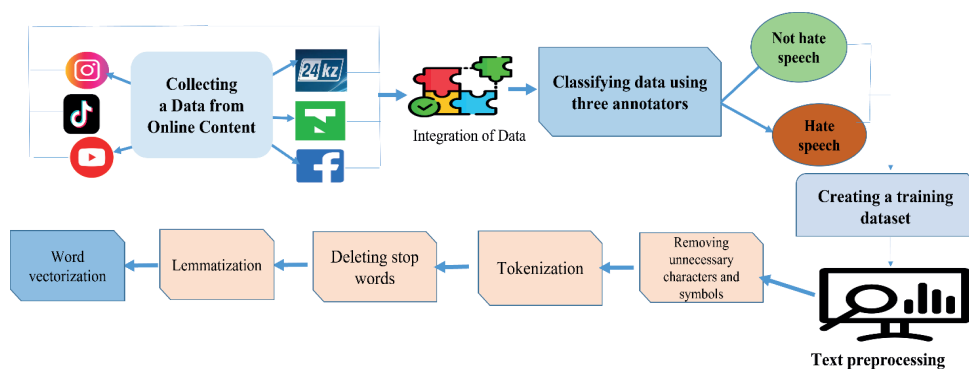 Collecting
a Data from
Online Content
24kz
Integration of Data
Classifying data using
three annotators
Not hate
speech
Hate
speech
Creating a training
dataset
Text preprocessing
Removing
unnecessary
characters and
symbols
Tokenization
Deleting stop
words
Lemmatization
Word
vectorization